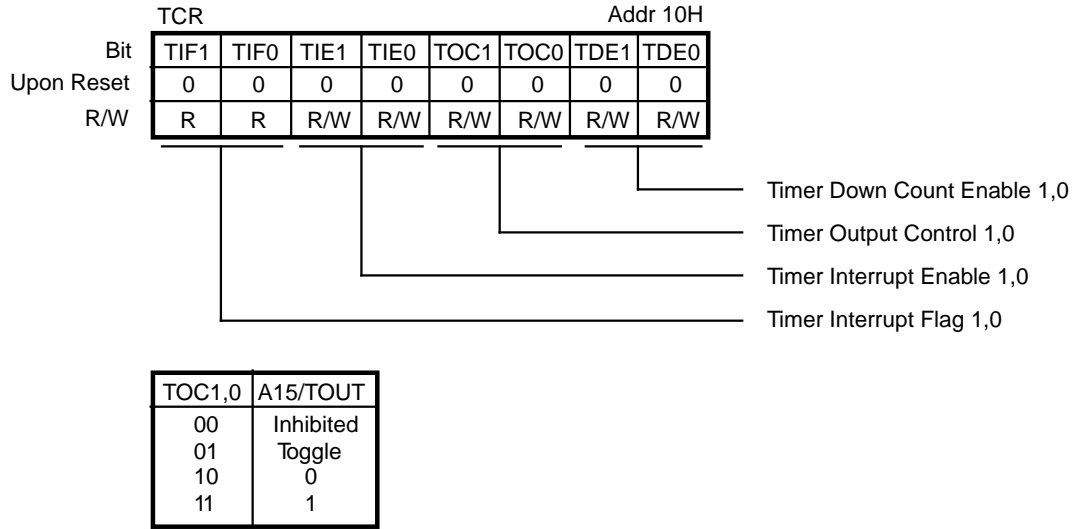 TCR Addr 10H
Bit TIF1 TIF0 TIE1 TIE0 TOC1 TOC0 TDE1 TDE0
Upon Reset 0 0 0 0 0 0 0 0
R/W R R R/W R/W R/W R/W R/W R/W
Timer Down Count Enable 1,0
Timer Output Control 1,0
Timer Interrupt Enable 1,0
Timer Interrupt Flag 1,0
TOC1,0 A15/TOUT
00 Inhibited
01 Toggle
10 0
11 1